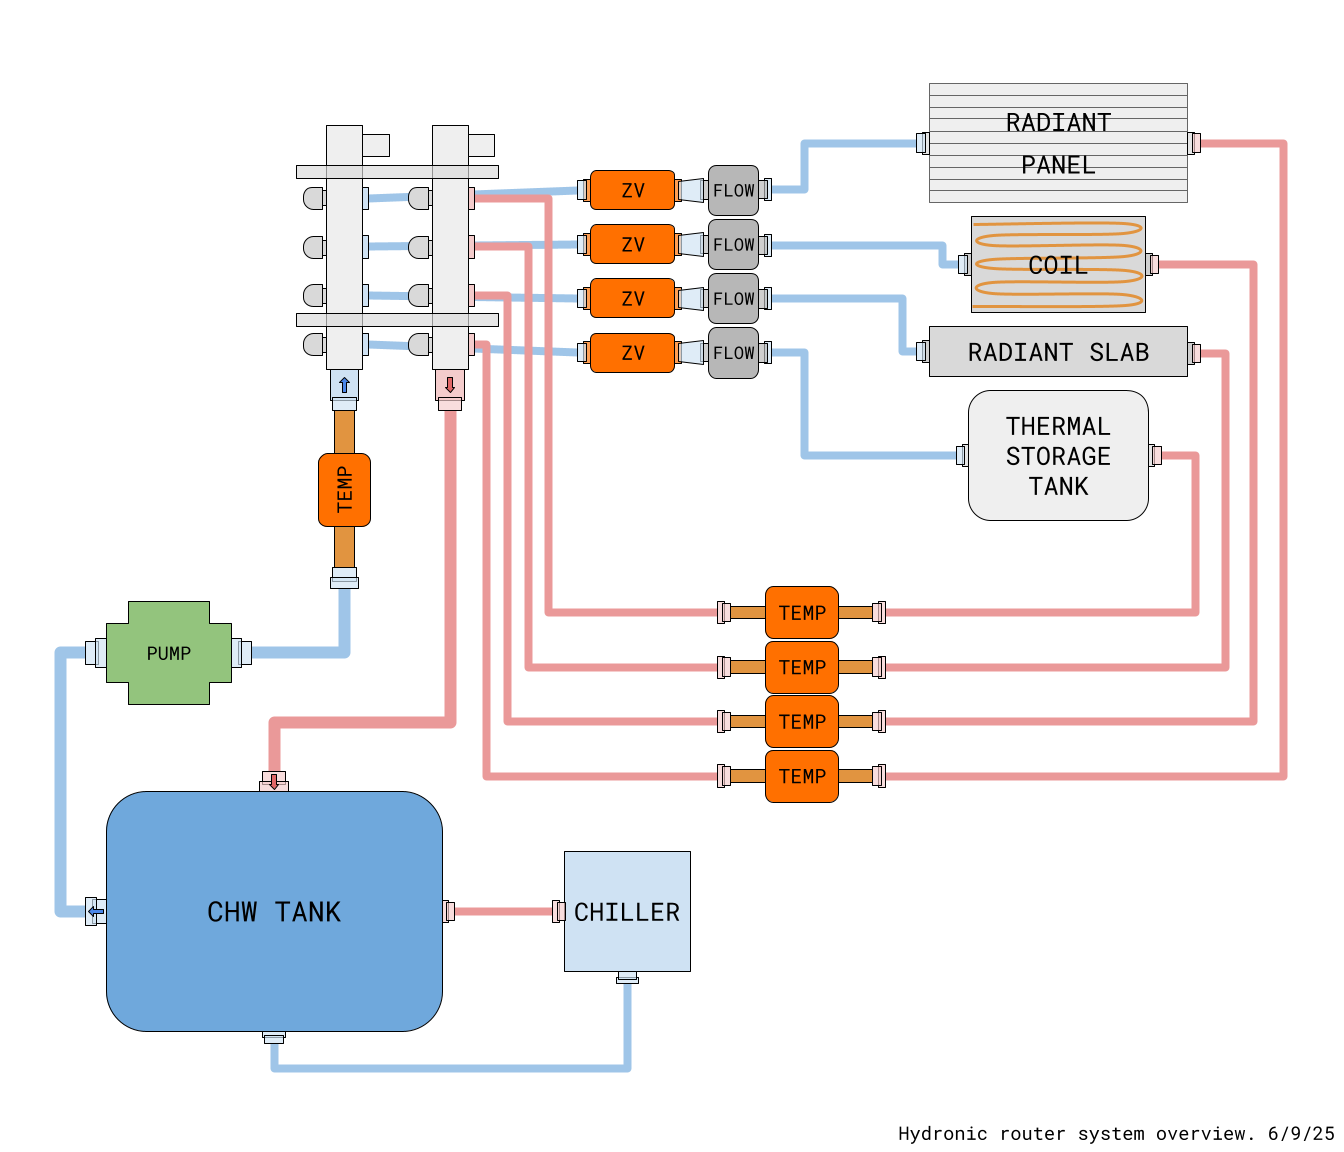 RADIANT
PANEL
ZV
FLOW
ZV
FLOW
COIL
ZV
FLOW
RADIANT SLAB
ZV
FLOW
THERMAL
STORAGE
TANK
TEMP
TEMP
PUMP
TEMP
TEMP
TEMP
CHW TANK
CHILLER
Hydronic router system overview. 6/9/25